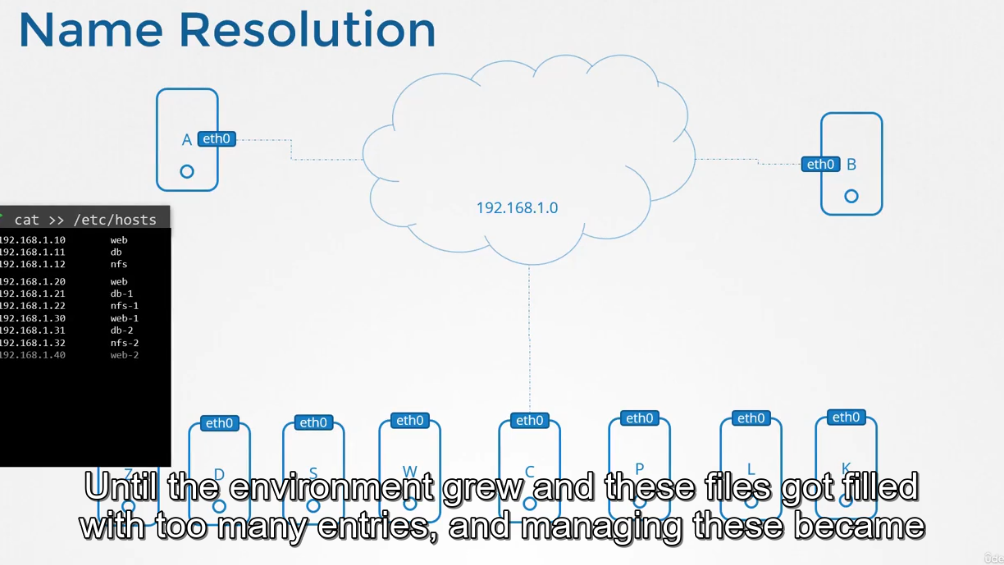 Name Resolution
A
eth0
eth0
B
192.168.1.0
cat >> /etc/hosts
192.168.1.10 web
192.168.1.11 db
192.168.1.12 nfs
192.168.1.20 web
192.168.1.21 db-1
192.168.1.22 nfs-1
192.168.1.30 web-1
192.168.1.31 db-2
192.168.1.32 nfs-2
192.168.1.40 web-2
eth0 eth0 eth0 eth0 eth0 eth0 eth0
Z D S W C P L K
Until the environment grew and these files got filled
with too many entries, and managing these became